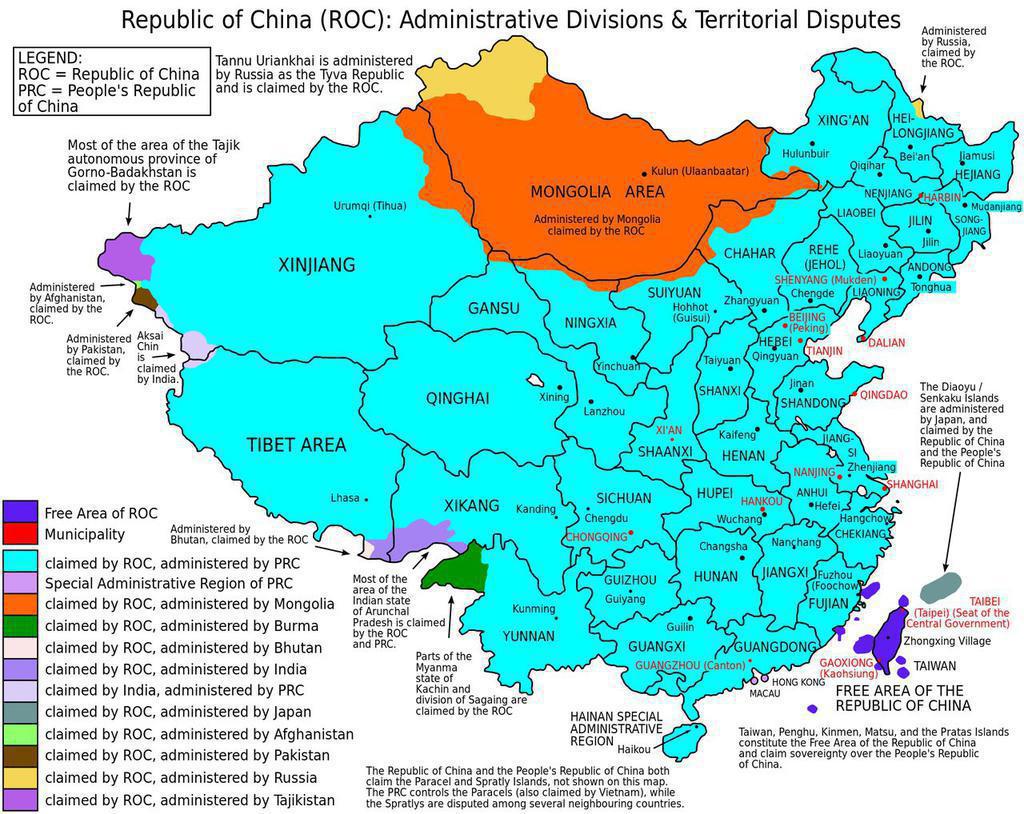 Republic of China (ROC): Administrative Divisions & Territorial Disputes
LEGEND:
ROC = Republic of China
PRC = People's Republic
of China
Tannu Uriankhai is administered
by Russia as the Tyva Republic
and is claimed by the ROC.
Administered
by Russia,
claimed by
the ROC.
Most of the area of the Tajik
autonomous province of
Gorno-Badakhstan is
claimed by the ROC
XING'AN
Hulunbuir
HEI-
LONGJIANG
Bei'an
Qiqihar
Jiamusi
HEJIANG
NENJIANG
HARBIN
Mudanjiang
Kulun (Ulaanbaatar)
MONGOLIA AREA
Administered by Mongolia
claimed by the ROC
Urumqi (Tihua)
XINJIANG
LIAOBEI
JILIN
Jilin
SONG-
JIANG
CHAHAR
REHE
(JEHOL)
Liaoyuan
ANDONG
Tonghua
SHENYANG (Mukden)
Chengde
LIAONING
Administered
by Afghanistan,
claimed by the
ROC.
Administered
by Pakistan,
claimed by
the ROC.
Aksai
Chin
is
claimed
by India.
GANSU
NINGXIA
SUIYUAN
Hohhot
(Guisui)
Zhangyuan
BEIJING
(Peking)
HEBEI
Qingyuan
TIANJIN
DALIAN
Yinchuan
Taiyuan
SHANXI
Jinan
SHANDONG
QINGDAO
QINGHAI
Xining
Lanzhou
The Diaoyu /
Senkaku Islands
are administered
by Japan, and
claimed by the
Republic of China
and the People's
Republic of China
TIBET AREA
Lhasa
XI'AN
SHAANXI
Kaifeng
HENAN
JIANG-
SI
Zhenjiang
NANJING
SHANGHAI
XIKANG
Kanding
SICHUAN
Chengdu
CHONGQING
HUPEI
HANKOU
Wuchang
ANHUI
Hefei
Hangchow
CHEKIANG
Free Area of ROC
Municipality
claimed by ROC, administered by PRC
Special Administrative Region of PRC
claimed by ROC, administered by Mongolia
claimed by ROC, administered by Burma
claimed by ROC, administered by Bhutan
claimed by ROC, administered by India
claimed by India, administered by PRC
claimed by ROC, administered by Japan
claimed by ROC, administered by Afghanistan
claimed by ROC, administered by Pakistan
claimed by ROC, administered by Russia
claimed by ROC, administered by Tajikistan
Administered by
Bhutan, claimed by the ROC
Most of the
area of the
Indian state
of Arunchal
Pradesh is claimed
by the ROC
and PRC.
Parts of the
Myanma
state of
Kachin and
division of Sagaing are
claimed by the ROC
Changsha
HUNAN
Nanchang
JIANGXI
Fuzhou
(Foochow)
FUJIAN
GUIZHOU
Guiyang
Kunming
YUNNAN
Guilin
GUANGXI
GUANGDONG
GUANGZHOU (Canton)
HONG KONG
MACAU
TAIBEI
(Taipei) (Seat of the
Central Government)
Zhongxing Village
TAIWAN
GAOXIONG
(Kaohsiung)
FREE AREA OF THE
REPUBLIC OF CHINA
HAINAN SPECIAL
ADMINISTRATIVE
REGION
Haikou
Taiwan, Penghu, Kinmen, Matsu, and the Pratas Islands
constitute the Free Area of the Republic of China
and claim sovereignty over the People's Republic
of China.
The Republic of China and the People's Republic of China both
claim the Paracel and Spratly Islands, not shown on this map.
The PRC controls the Paracels (also claimed by Vietnam), while
the Spratlys are disputed among several neighbouring countries.